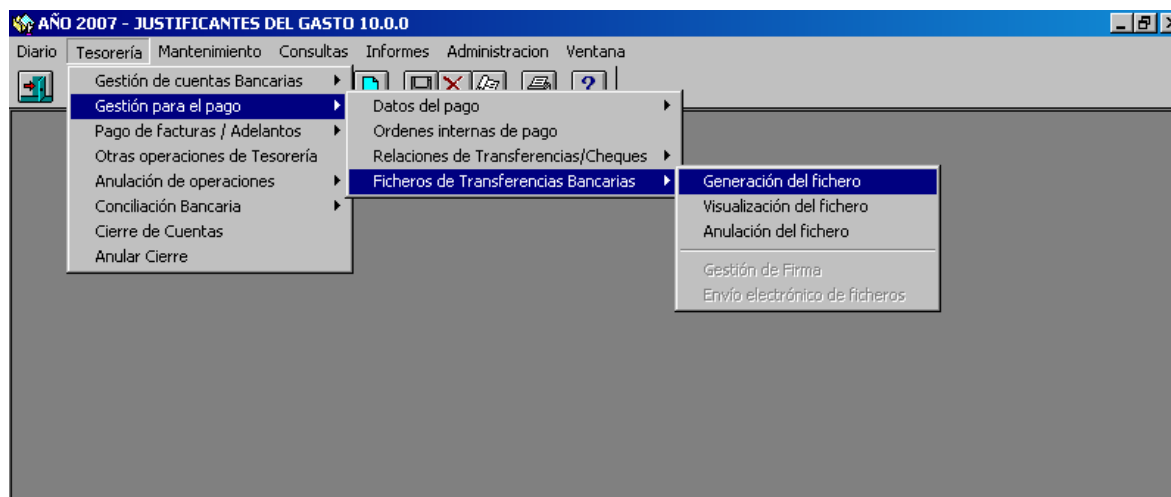 AÑO 2007 - JUSTIFICANTES DEL GASTO 10.0.0
Diario Tesorería Mantenimiento Consultas Informes Administracion Ventana
Gestión de cuentas Bancarias
Gestión para el pago
Pago de facturas / Adelantos
Otras operaciones de Tesorería
Anulación de operaciones
Conciliación Bancaria
Cierre de Cuentas
Anular Cierre
Datos del pago
Ordenes internas de pago
Relaciones de Transferencias/Cheques
Ficheros de Transferencias Bancarias
Generación del fichero
Visualización del fichero
Anulación del fichero
Gestión de Firma
Envío electrónico de ficheros